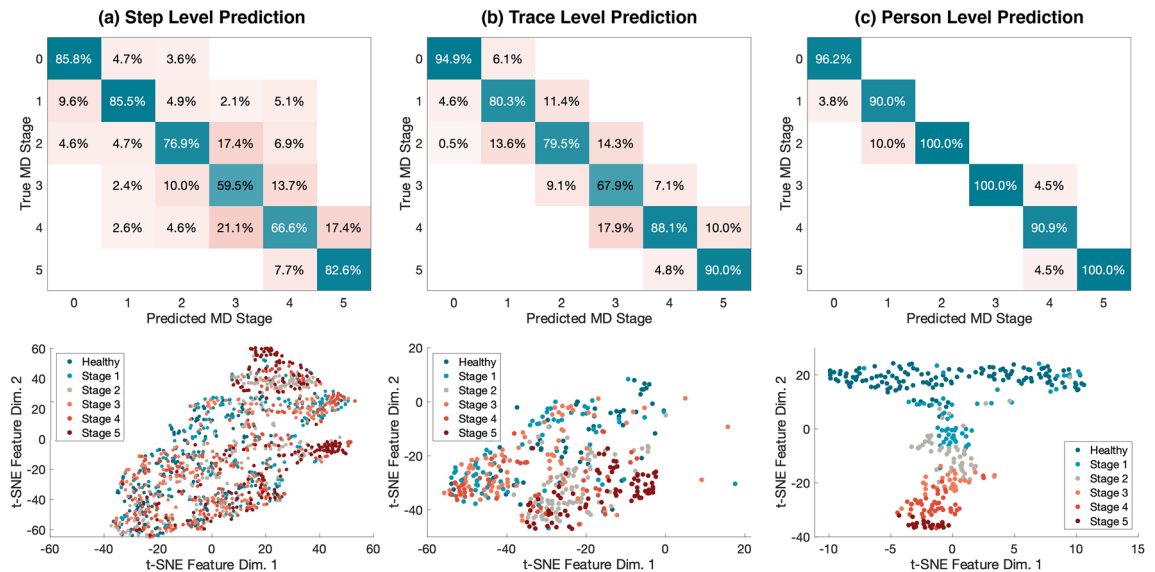 (a) Step Level Prediction
True MD Stage
0 85.8% 4.7% 3.6%
1 9.6% 85.5% 4.9% 2.1% 5.1%
2 4.6% 4.7% 76.9% 17.4% 6.9%
3 2.4% 10.0% 59.5% 13.7%
4 2.6% 4.6% 21.1% 66.6% 17.4%
5 7.7% 82.6%
0 1 2 3 4 5
Predicted MD Stage
(b) Trace Level Prediction
True MD Stage
0 94.9% 6.1%
1 4.6% 80.3% 11.4%
2 0.5% 13.6% 79.5% 14.3%
3 9.1% 67.9% 7.1%
4 17.9% 88.1% 10.0%
5 4.8% 90.0%
0 1 2 3 4 5
Predicted MD Stage
(c) Person Level Prediction
True MD Stage
0 96.2%
1 3.8% 90.0%
2 10.0% 100.0%
3 100.0% 4.5%
4 90.9%
5 4.5% 100.0%
0 1 2 3 4 5
Predicted MD Stage
t-SNE Feature Dim. 2
60
40
20
0
-20
-40
-60
Healthy
Stage 1
Stage 2
Stage 3
Stage 4
Stage 5
-60 -40 -20 0 20 40 60
t-SNE Feature Dim. 1
t-SNE Feature Dim. 2
20
0
-20
-40
Healthy
Stage 1
Stage 2
Stage 3
Stage 4
Stage 5
-60 -40 -20 0 20
t-SNE Feature Dim. 1
t-SNE Feature Dim. 2
20
0
-20
-40
Healthy
Stage 1
Stage 2
Stage 3
Stage 4
Stage 5
-10 -5 0 5 10 15
t-SNE Feature Dim. 1